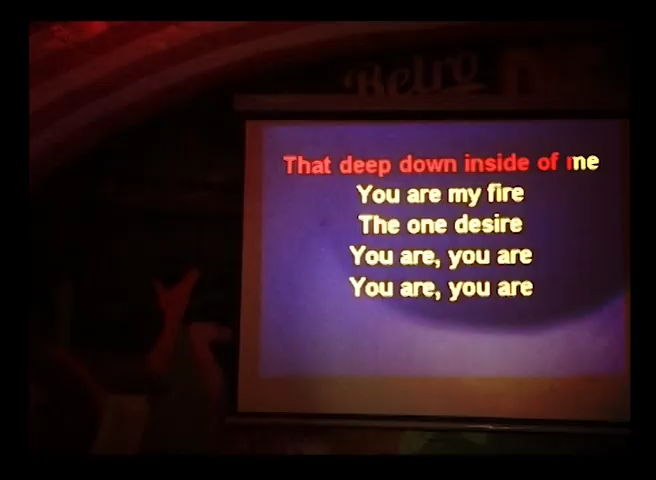 Retro
That deep down inside of me
You are my fire
The one desire
You are, you are
You are, you are